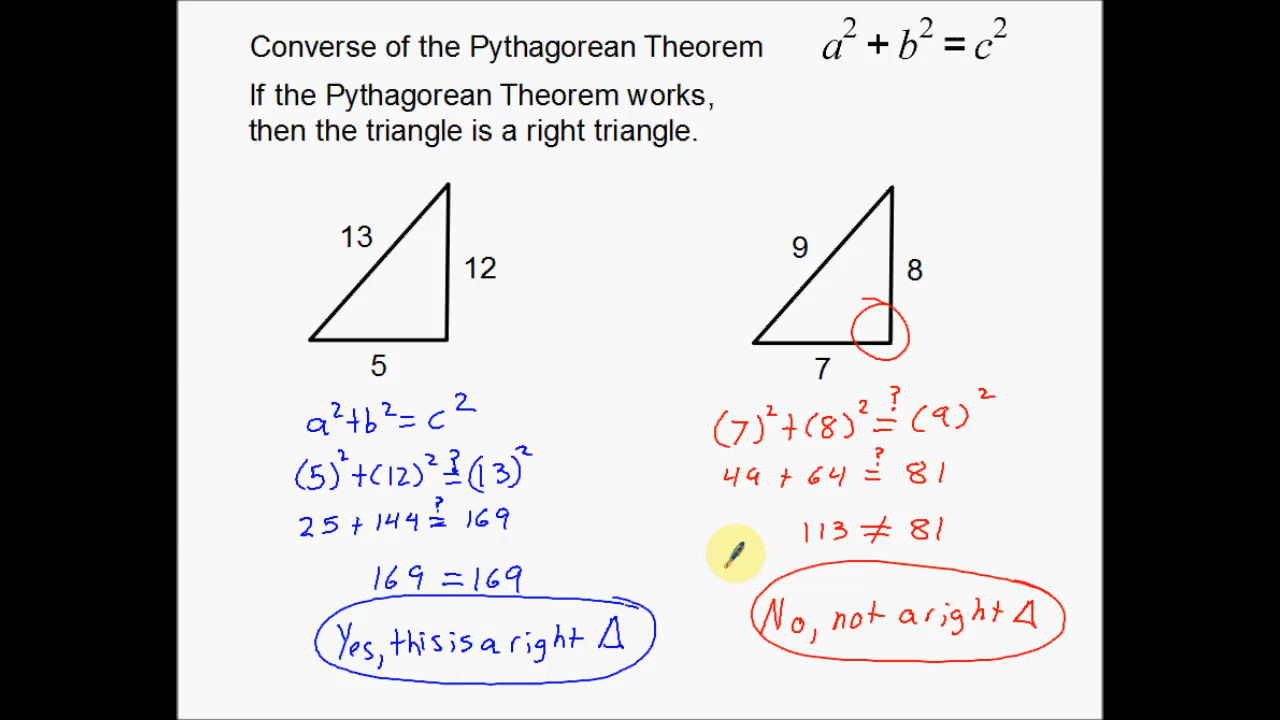 Converse of the Pythagorean Theorem
a² + b² = c²
If the Pythagorean Theorem works,
then the triangle is a right triangle.
13
12
5
a²+b² = c²
(5)²+(12)² ≟ (13)²
25 + 144 ≟ 169
169 = 169
Yes, this is a right Δ
9
8
7
(7)²+(8)² ≟ (9)²
49 + 64 ≟ 81
113 ≠ 81
No, not a right Δ